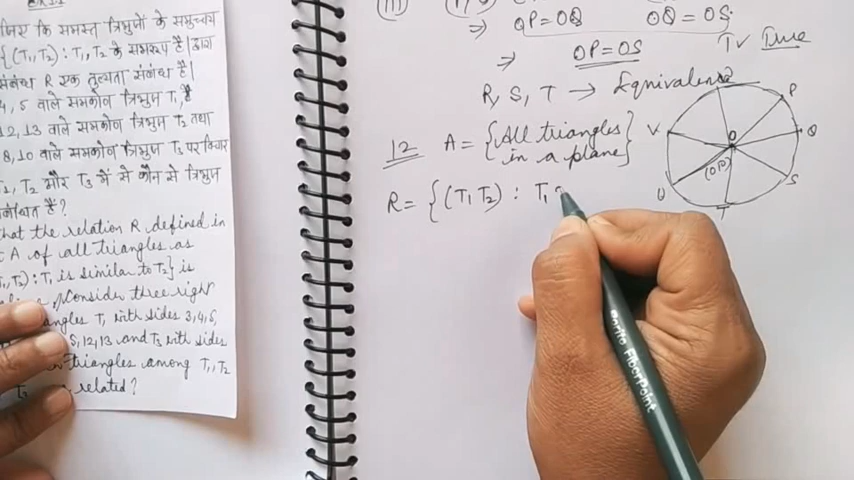 कि समस्त त्रिभुजों के समुच्चय
{(T₁,T₂) : T₁, T₂ के समरूप है} द्वारा
संबंध R एक तुल्यता संबंध है।
4, 5 वाले समकोण त्रिभुज T₁,
12, 13 वाले समकोण त्रिभुज T₂ तथा
8, 10 वाले समकोण त्रिभुज T₃ पर विचार
T₂ और T₃ में से कौन से त्रिभुज
है?
that the relation R defined in
t A of all triangles as
T₂) : T₁ is similar to T₂} is
Consider three right
angles T₁ with sides 3,4,5,
5,12,13 and T₃ with sides
triangles among T₁, T₂
related?
(iii)
⇒ OP=OQ OQ=OS
⇒ OP=OS Tv True
R, S, T → Equivalence
12 A = {All triangles
in a plane}
R= {(T₁ T₂) : T₁
P
V
O
Q
(OP)
U
S
T
Sarita FiberPoint